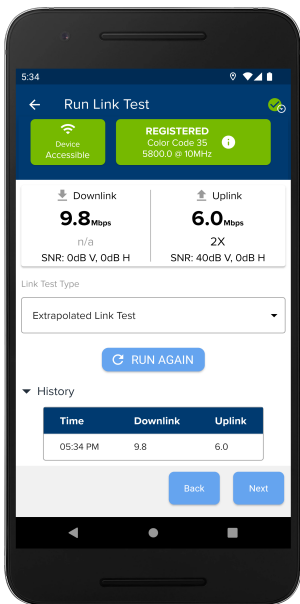 5:34
Run Link Test
Device
Accessible
REGISTERED
Color Code 35
5800.0 @ 10MHz
Downlink
9.8Mbps
n/a
SNR: 0dB V, 0dB H
Uplink
6.0Mbps
2X
SNR: 40dB V, 0dB H
Link Test Type
Extrapolated Link Test
RUN AGAIN
History
Time Downlink Uplink
05:34 PM 9.8 6.0
Back Next